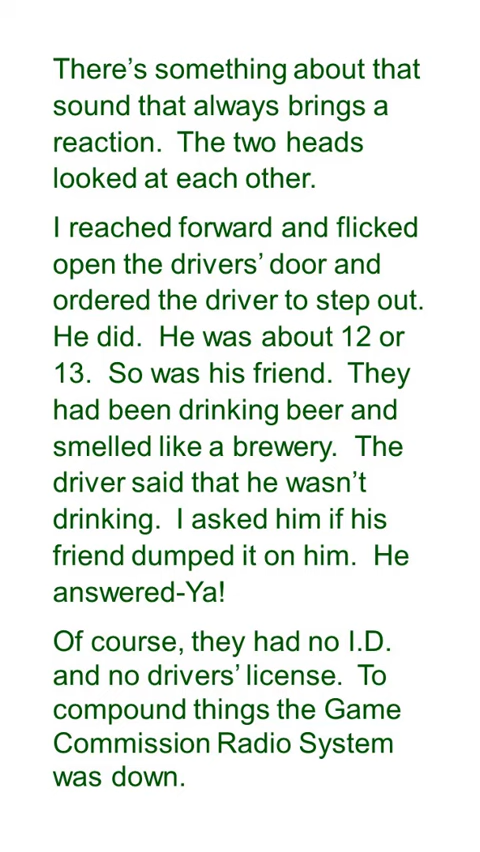 There’s something about that
sound that always brings a
reaction.  The two heads
looked at each other.
I reached forward and flicked
open the drivers’ door and
ordered the driver to step out.
He did.  He was about 12 or
13.  So was his friend.  They
had been drinking beer and
smelled like a brewery.  The
driver said that he wasn’t
drinking.  I asked him if his
friend dumped it on him.  He
answered-Ya!
Of course, they had no I.D.
and no drivers’ license.  To
compound things the Game
Commission Radio System
was down.